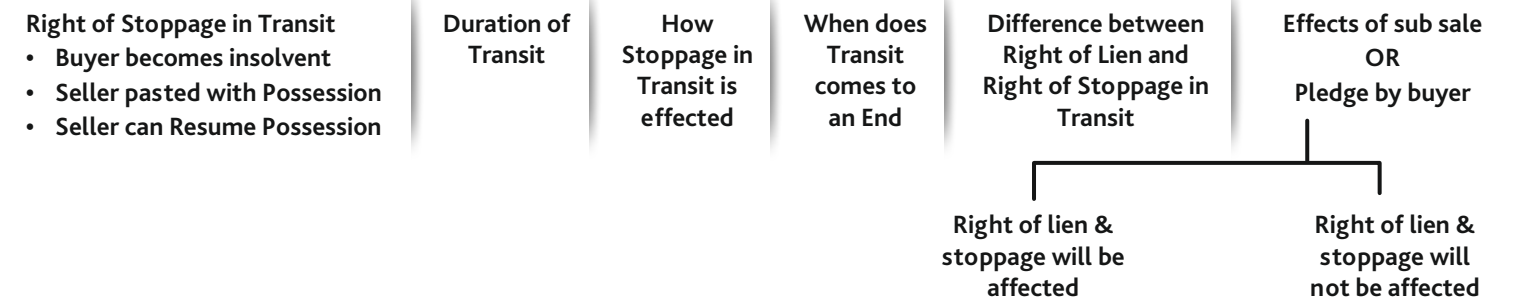 Right of Stoppage in Transit
• Buyer becomes insolvent
• Seller pasted with Possession
• Seller can Resume Possession
Duration of
Transit
How
Stoppage in
Transit is
effected
When does
Transit
comes to
an End
Difference between
Right of Lien and
Right of Stoppage in
Transit
Effects of sub sale
OR
Pledge by buyer
Right of lien &
stoppage will be
affected
Right of lien &
stoppage will
not be affected